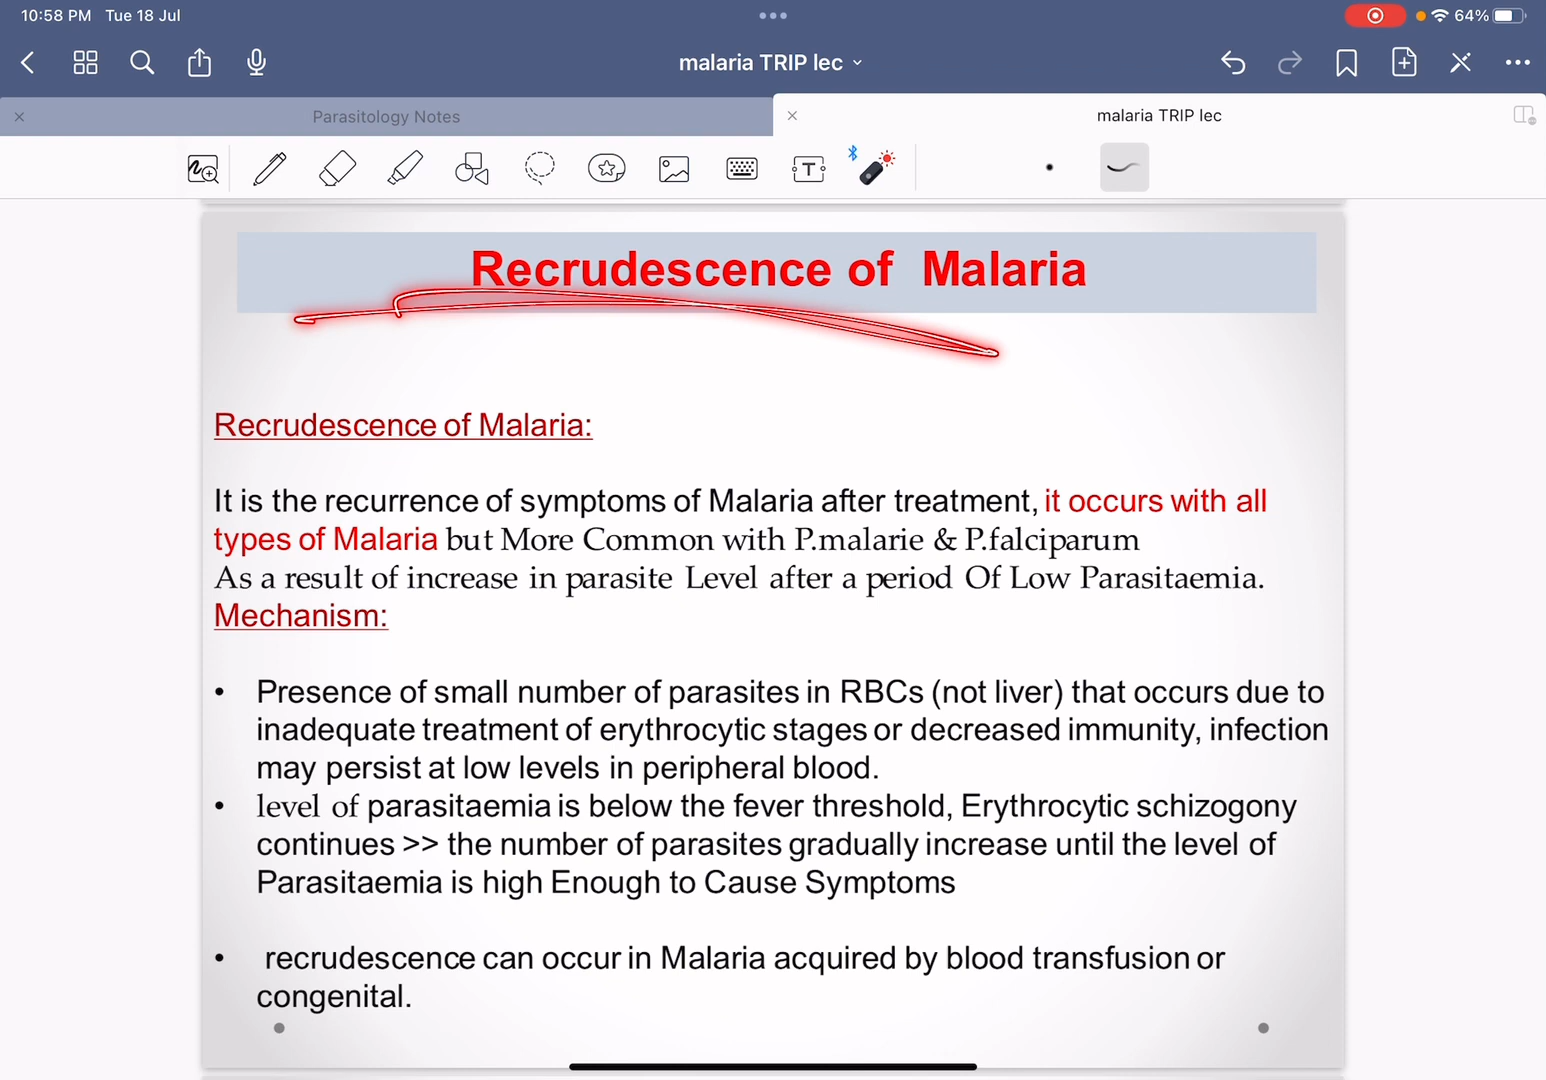 10:58 PM Tue 18 Jul
64%
malaria TRIP lec
Parasitology Notes
malaria TRIP lec
T
Recrudescence of Malaria
Recrudescence of Malaria:
It is the recurrence of symptoms of Malaria after treatment, it occurs with all
types of Malaria but More Common with P.malarie & P.falciparum
As a result of increase in parasite Level after a period Of Low Parasitaemia.
Mechanism:
• Presence of small number of parasites in RBCs (not liver) that occurs due to
inadequate treatment of erythrocytic stages or decreased immunity, infection
may persist at low levels in peripheral blood.
• level of parasitaemia is below the fever threshold, Erythrocytic schizogony
continues >> the number of parasites gradually increase until the level of
Parasitaemia is high Enough to Cause Symptoms
• recrudescence can occur in Malaria acquired by blood transfusion or
congenital.